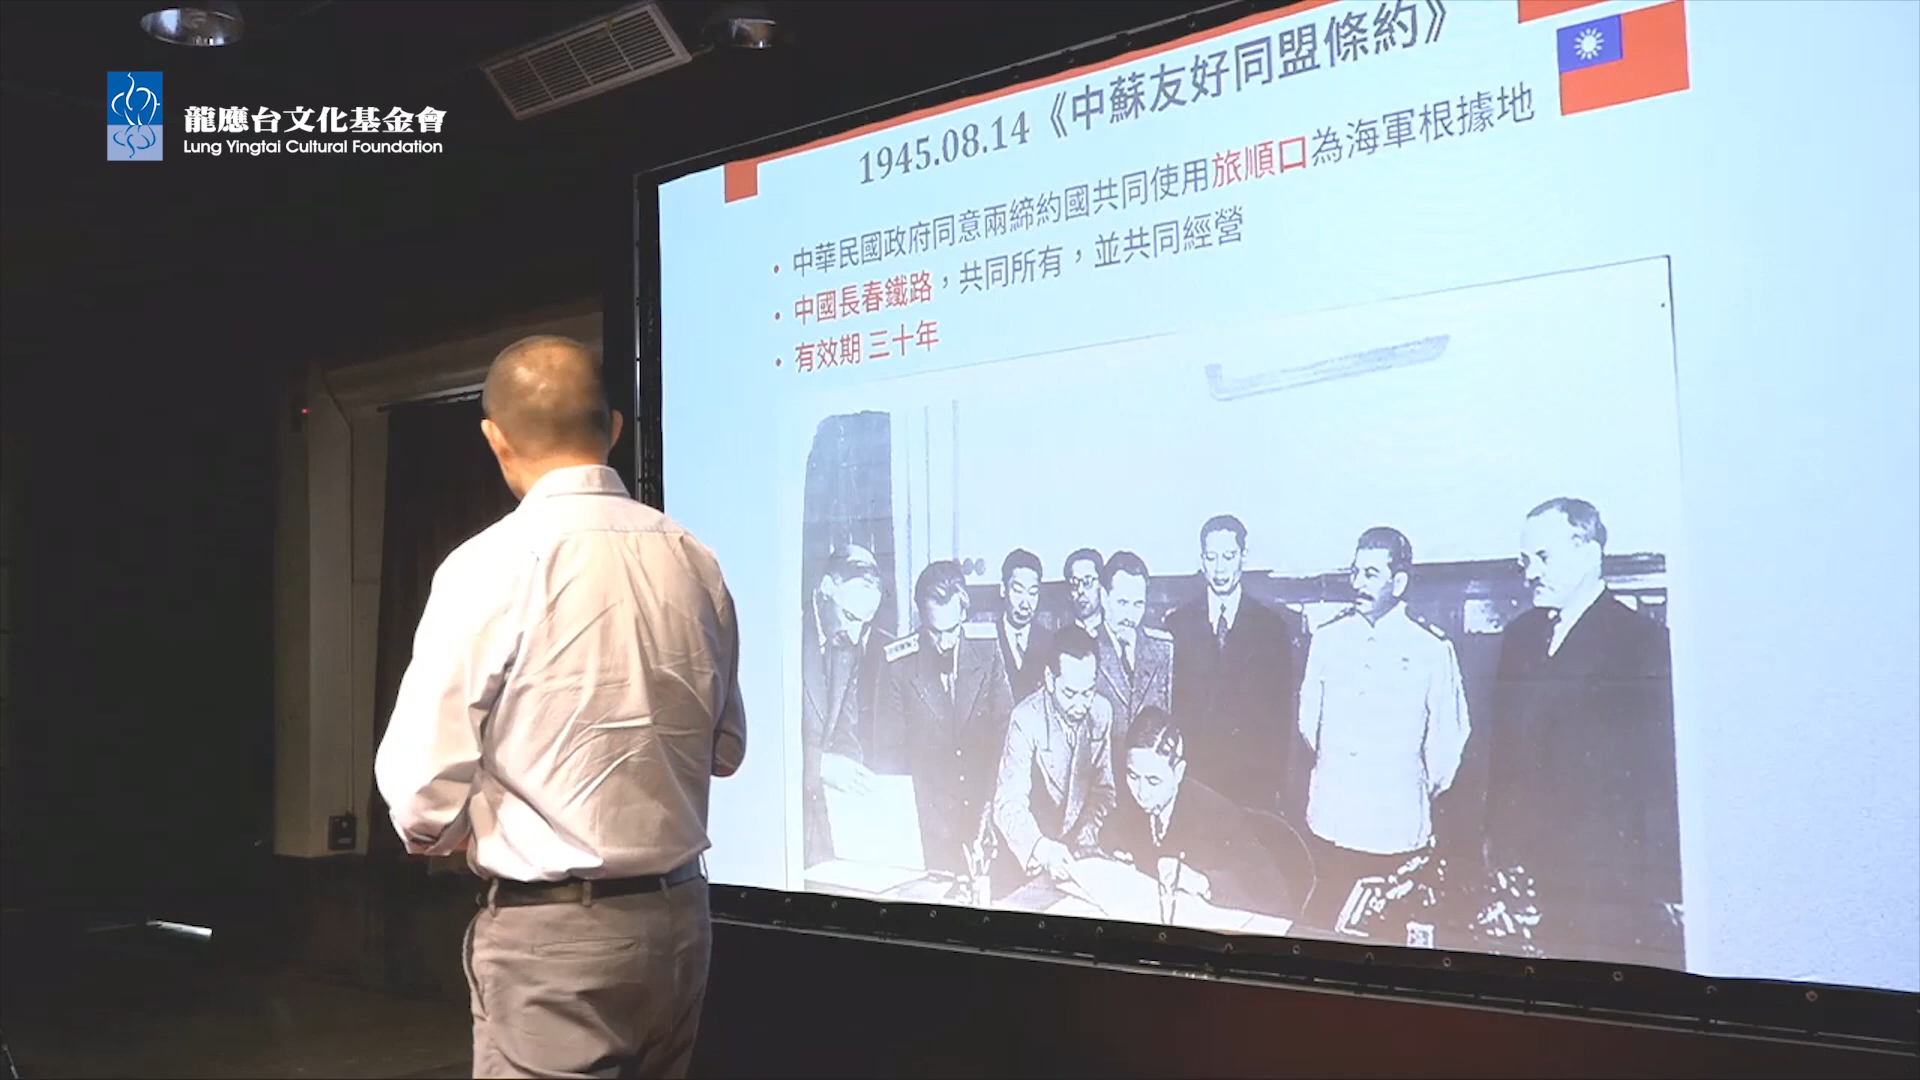 龍應台文化基金會
Lung Yingtai Cultural Foundation
1945.08.14《中蘇友好同盟條約》
• 中華民國政府同意兩締約國共同使用旅順口為海軍根據地
• 中國長春鐵路，共同所有，並共同經營
• 有效期 三十年